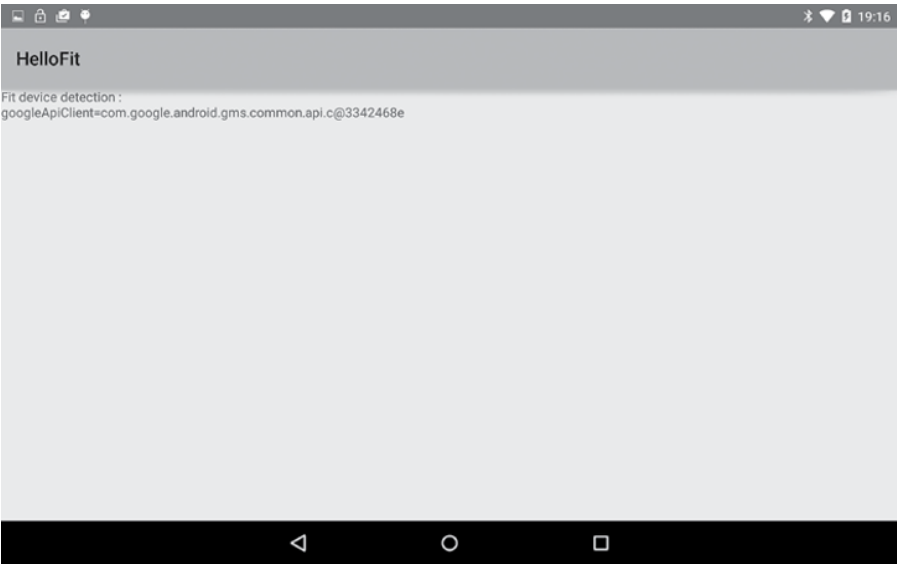 19:16
HelloFit
Fit device detection :
googleApiClient=com.google.android.gms.common.api.c@3342468e